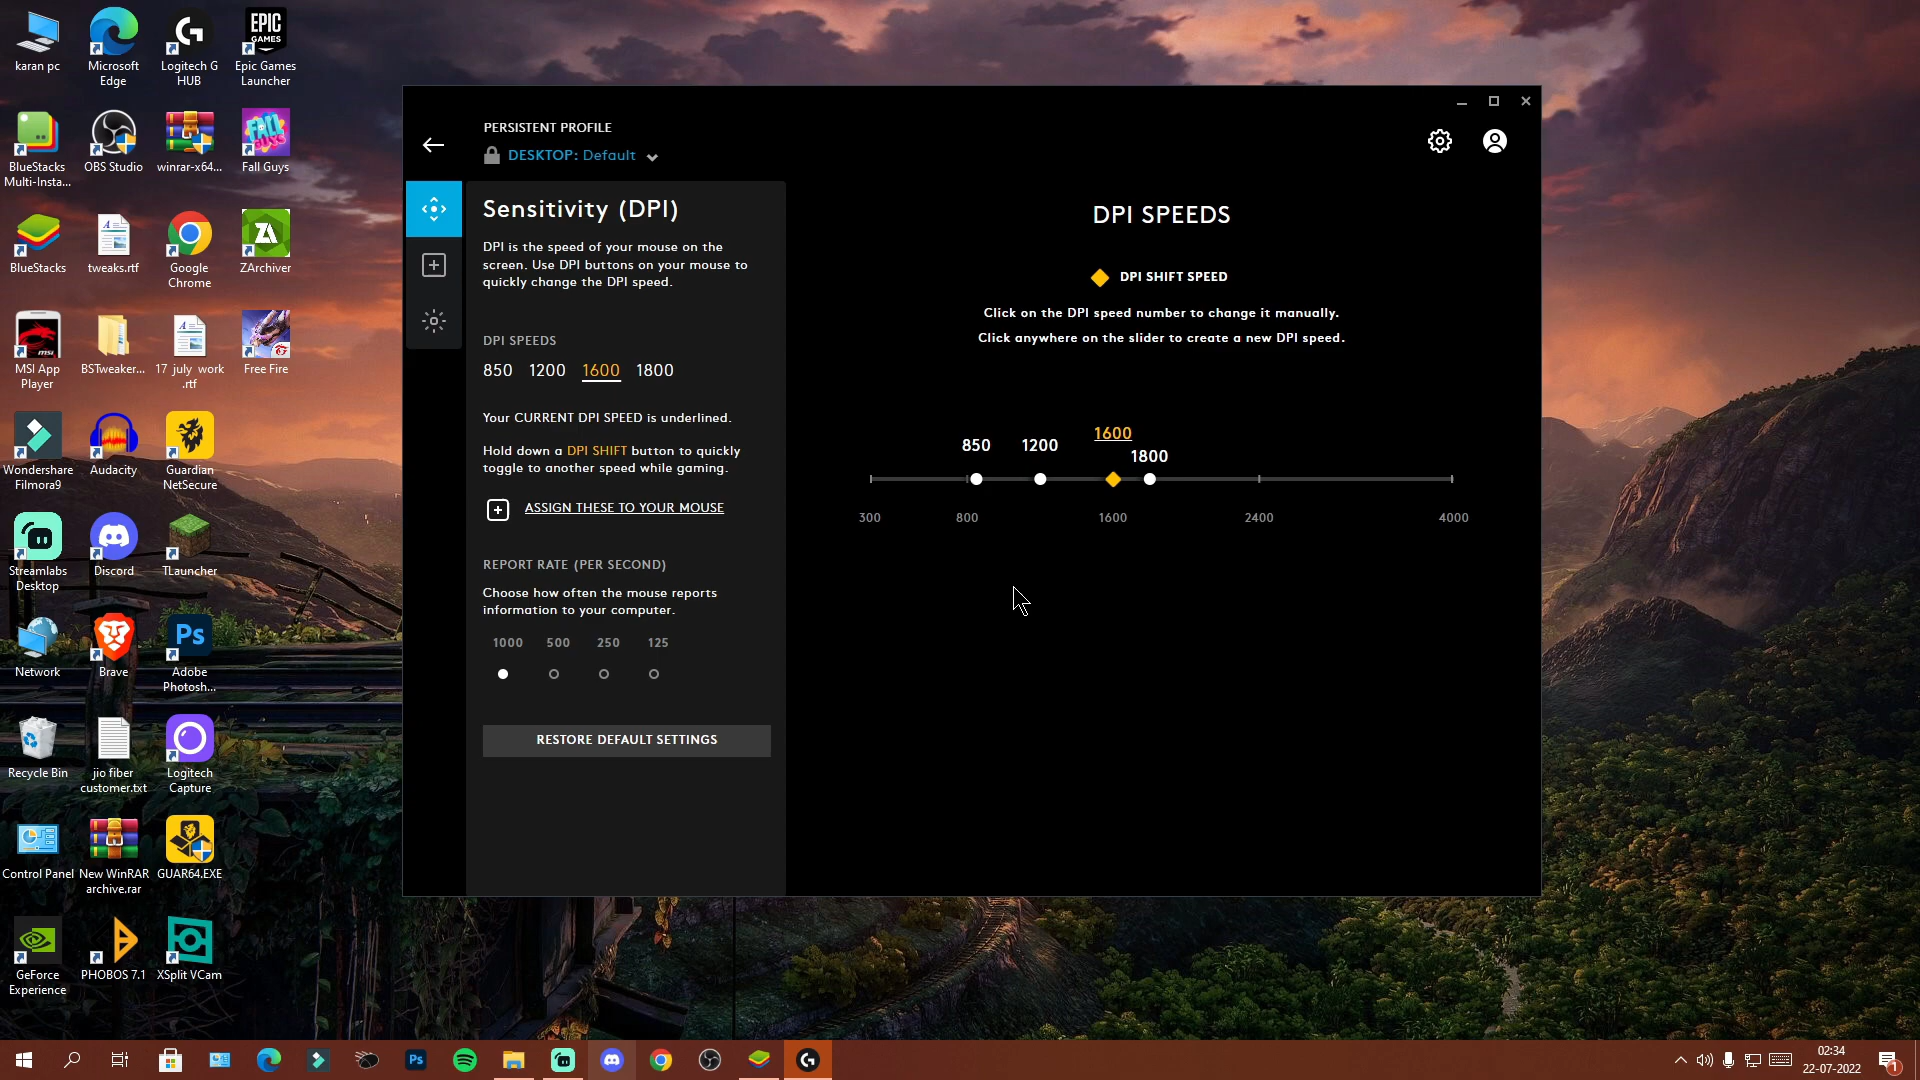 karan pc
Microsoft
Edge
Logitech G
HUB
EPIC
GAMES
Epic Games
Launcher
BlueStacks
Multi-Insta...
OBS Studio
winrar-x64...
FALL
GUYS
Fall Guys
BlueStacks
tweaks.rtf
Google
Chrome
ZArchiver
msi
MSI App
Player
BSTweaker...
17 july work
.rtf
Free Fire
Wondershare
Filmora9
Audacity
Guardian
NetSecure
Streamlabs
Desktop
Discord
TLauncher
Network
Brave
Ps
Adobe
Photosh...
Recycle Bin
jio fiber
customer.txt
Logitech
Capture
Control Panel
New WinRAR
archive.rar
GUAR64.EXE
GeForce
Experience
PHOBOS 7.1
XSplit VCam
PERSISTENT PROFILE
DESKTOP: Default
Sensitivity (DPI)
DPI is the speed of your mouse on the
screen. Use DPI buttons on your mouse to
quickly change the DPI speed.
DPI SPEEDS
850 1200 1600 1800
Your CURRENT DPI SPEED is underlined.
Hold down a DPI SHIFT button to quickly
toggle to another speed while gaming.
ASSIGN THESE TO YOUR MOUSE
REPORT RATE (PER SECOND)
Choose how often the mouse reports
information to your computer.
1000 500 250 125
RESTORE DEFAULT SETTINGS
DPI SPEEDS
DPI SHIFT SPEED
Click on the DPI speed number to change it manually.
Click anywhere on the slider to create a new DPI speed.
850 1200 1600 1800
300 800 1600 2400 4000
Ps
02:34
22-07-2022
1